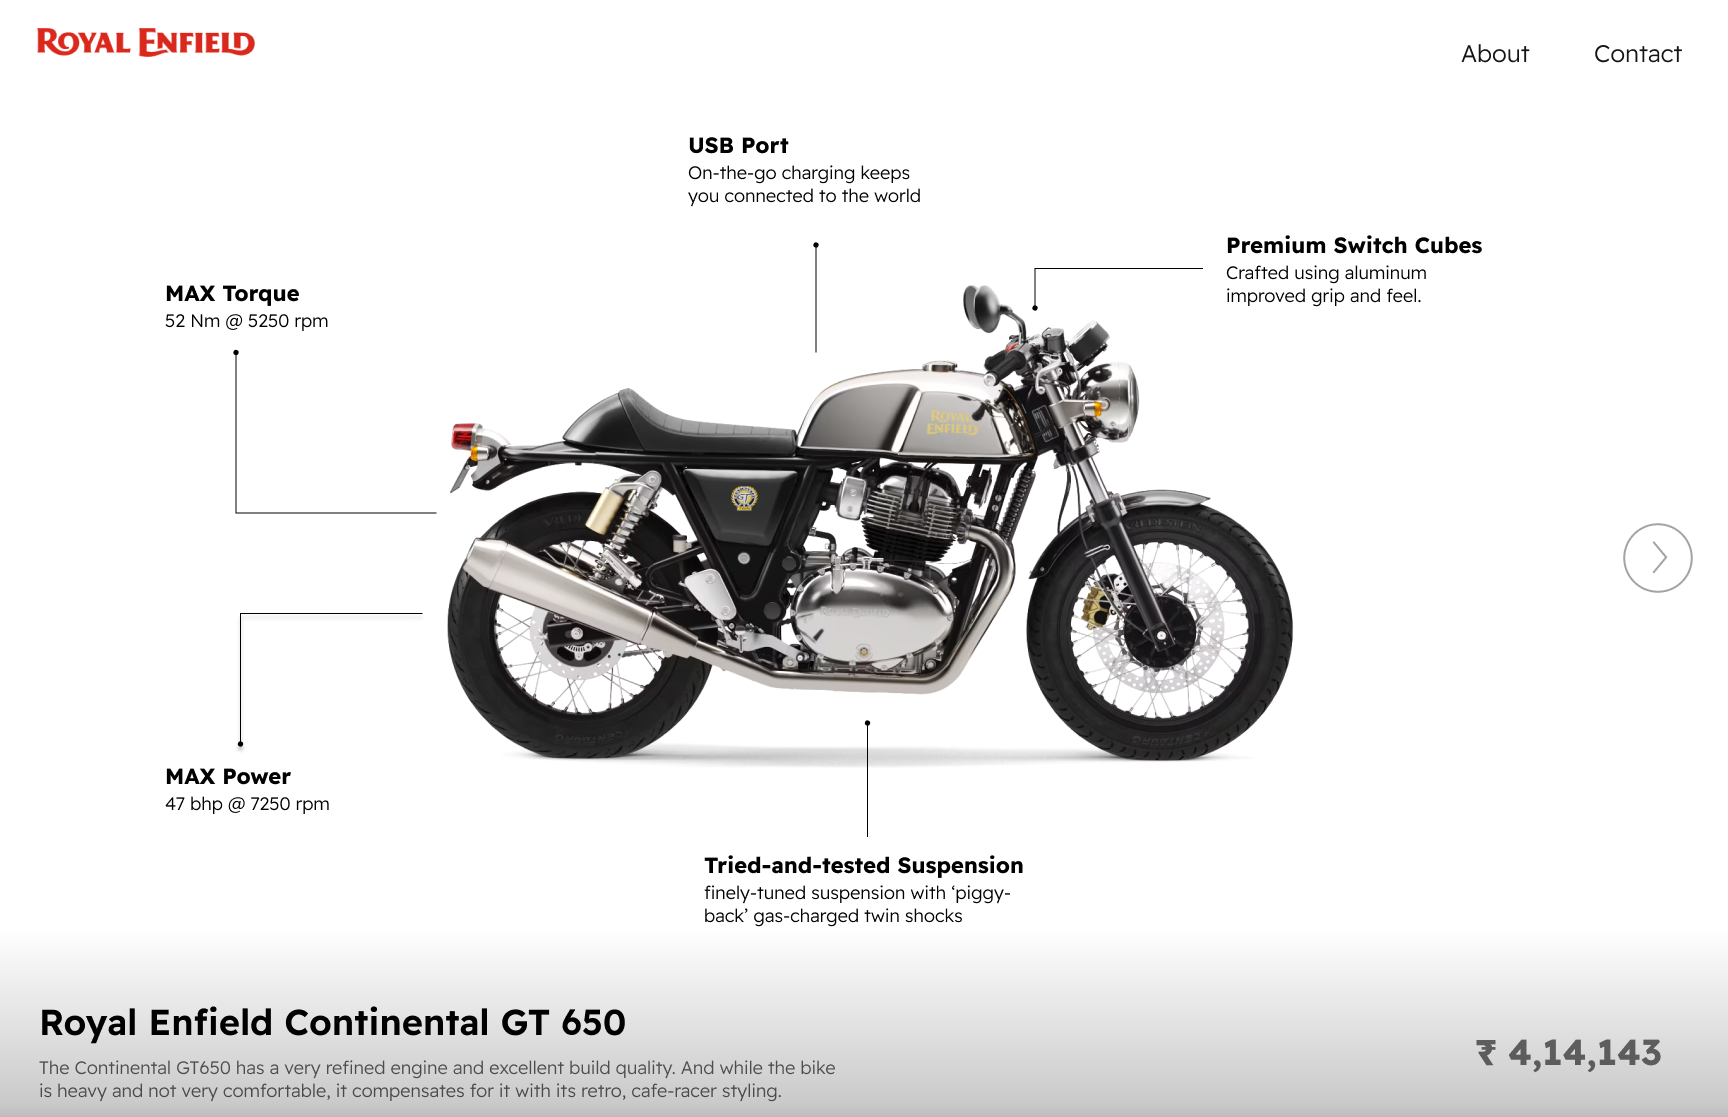 ROYAL ENFIELD
About
Contact
USB Port
On-the-go charging keeps
you connected to the world
Premium Switch Cubes
Crafted using aluminum
improved grip and feel.
MAX Torque
52 Nm @ 5250 rpm
ROYAL
ENFIELD
GT
VREDESTEIN
MAX Power
47 bhp @ 7250 rpm
Tried-and-tested Suspension
finely-tuned suspension with ‘piggy-
back’ gas-charged twin shocks
Royal Enfield Continental GT 650
The Continental GT650 has a very refined engine and excellent build quality. And while the bike
is heavy and not very comfortable, it compensates for it with its retro, cafe-racer styling.
₹ 4,14,143